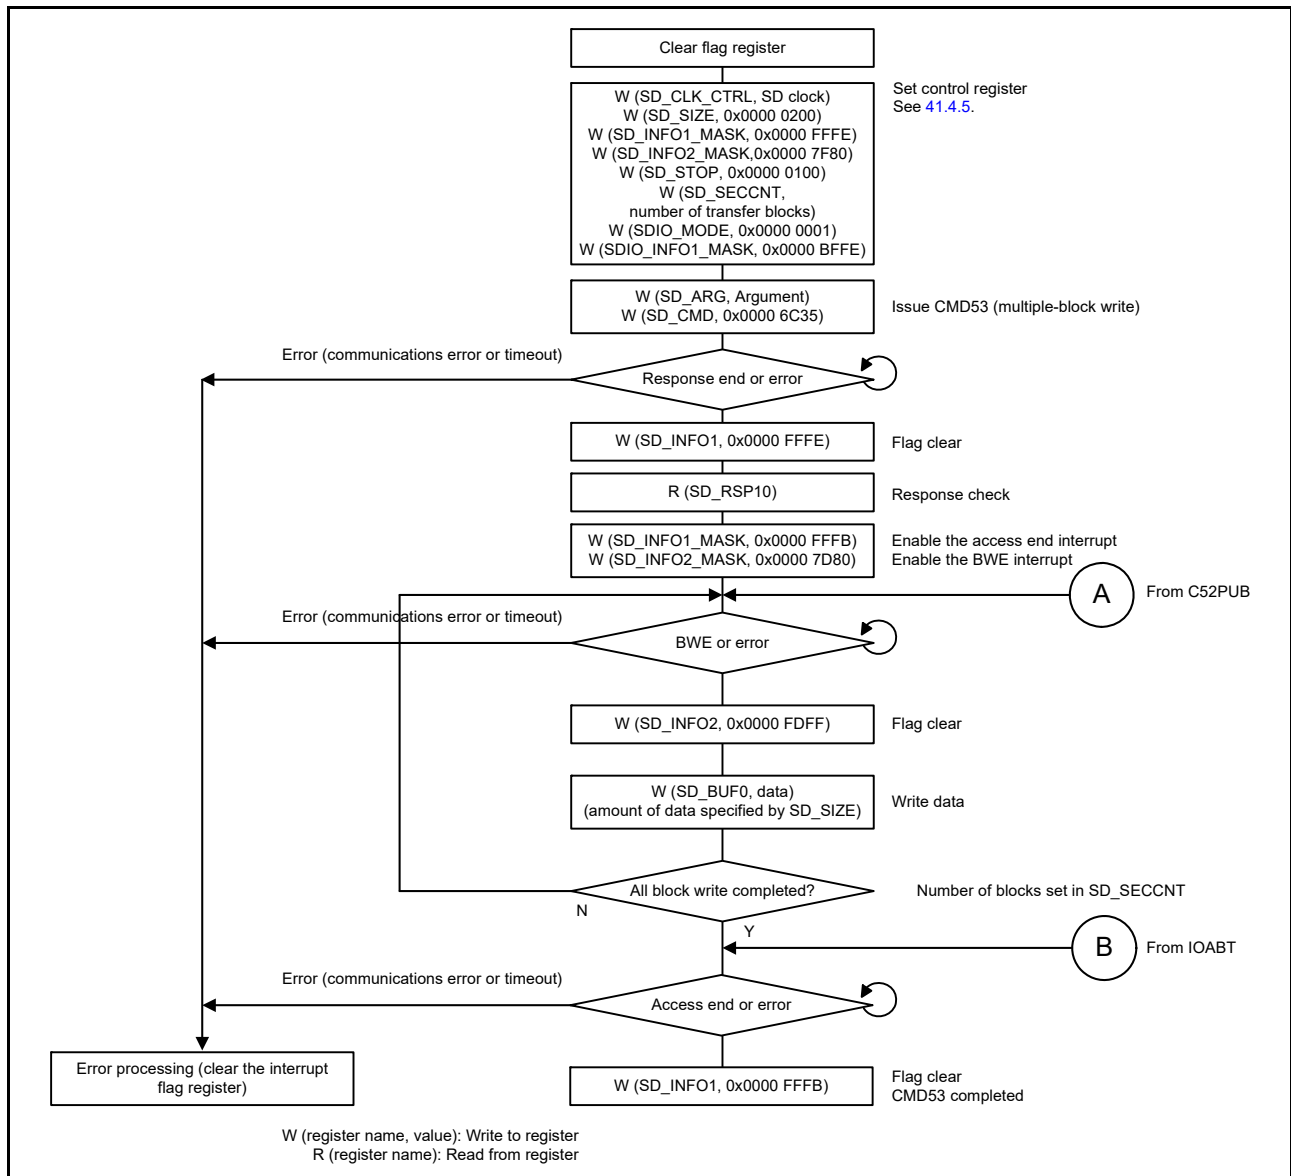 Clear flag register
W (SD_CLK_CTRL, SD clock)
W (SD_SIZE, 0x0000 0200)
W (SD_INFO1_MASK, 0x0000 FFFE)
W (SD_INFO2_MASK,0x0000 7F80)
W (SD_STOP, 0x0000 0100)
W (SD_SECCNT,
number of transfer blocks)
W (SDIO_MODE, 0x0000 0001)
W (SDIO_INFO1_MASK, 0x0000 BFFE)
Set control register
See 41.4.5.
W (SD_ARG, Argument)
W (SD_CMD, 0x0000 6C35)
Issue CMD53 (multiple-block write)
Error (communications error or timeout)
Response end or error
W (SD_INFO1, 0x0000 FFFE)
Flag clear
R (SD_RSP10)
Response check
W (SD_INFO1_MASK, 0x0000 FFFB)
W (SD_INFO2_MASK, 0x0000 7D80)
Enable the access end interrupt
Enable the BWE interrupt
A
From C52PUB
Error (communications error or timeout)
BWE or error
W (SD_INFO2, 0x0000 FDFF)
Flag clear
W (SD_BUF0, data)
(amount of data specified by SD_SIZE)
Write data
All block write completed?
Number of blocks set in SD_SECCNT
N
Y
B
From IOABT
Error (communications error or timeout)
Access end or error
Error processing (clear the interrupt
flag register)
W (SD_INFO1, 0x0000 FFFB)
Flag clear
CMD53 completed
W (register name, value): Write to register
R (register name): Read from register